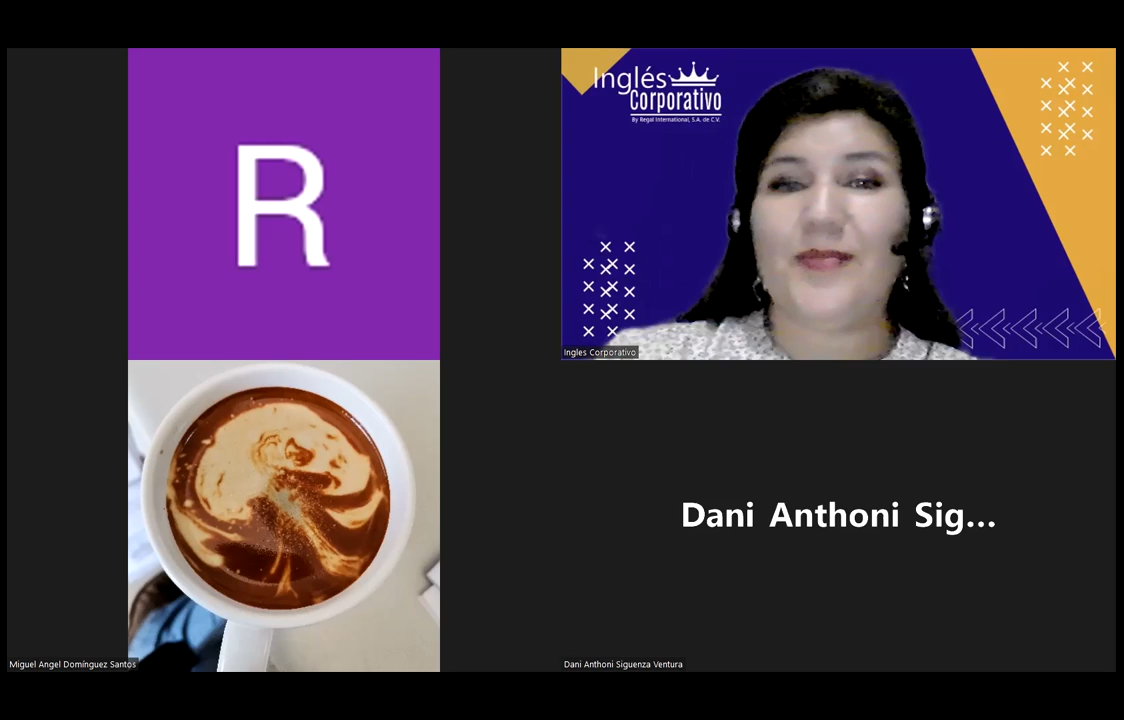 R
Inglés
Corporativo
By Regal International, S.A. de C.V.
Ingles Corporativo
Miguel Angel Domínguez Santos
Dani Anthoni Sig...
Dani Anthoni Siguenza Ventura